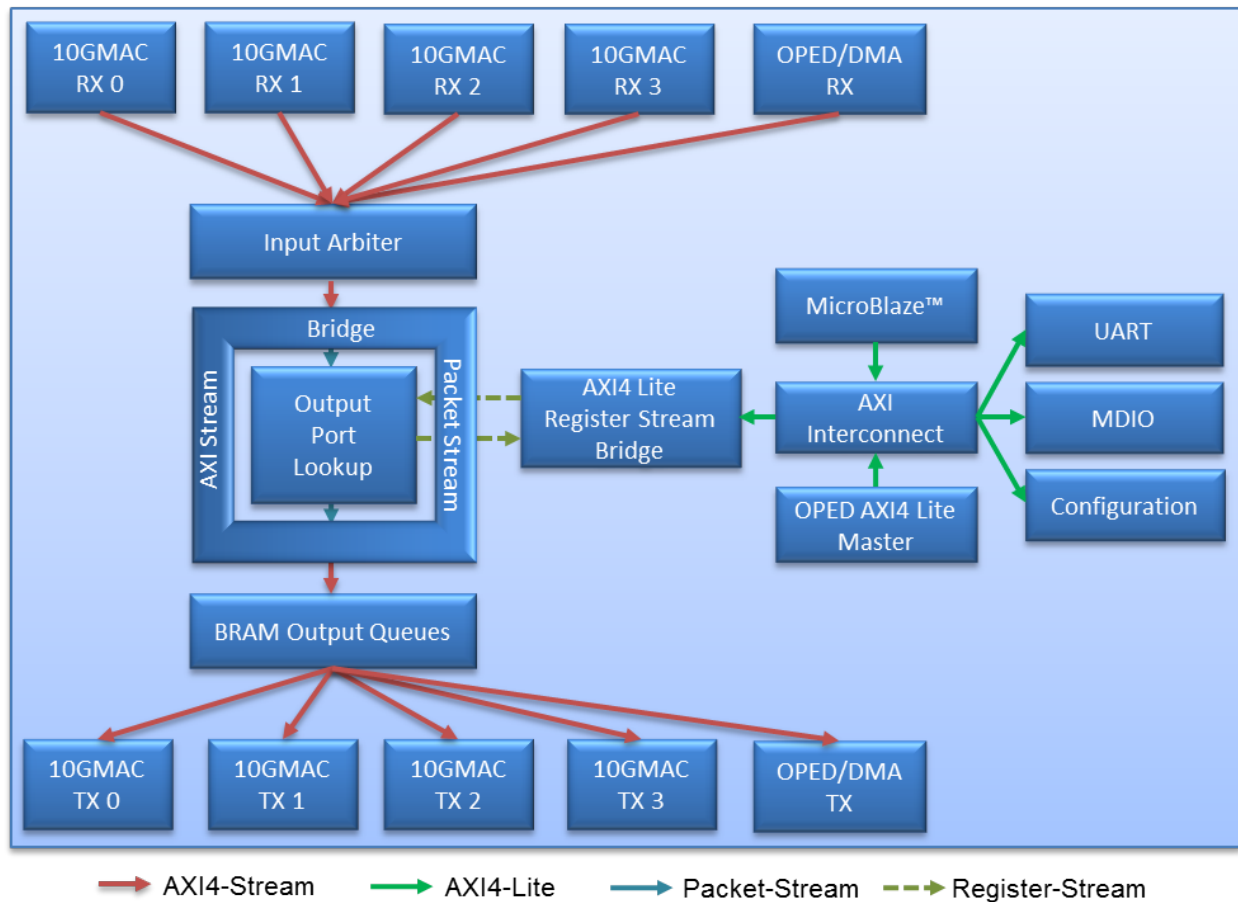 10GMAC
RX 0
10GMAC
RX 1
10GMAC
RX 2
10GMAC
RX 3
OPED/DMA
RX
Input Arbiter
Bridge
AXI Stream
Packet Stream
Output
Port
Lookup
AXI4 Lite
Register Stream
Bridge
MicroBlaze™
AXI
Interconnect
OPED AXI4 Lite
Master
UART
MDIO
Configuration
BRAM Output Queues
10GMAC
TX 0
10GMAC
TX 1
10GMAC
TX 2
10GMAC
TX 3
OPED/DMA
TX
AXI4-Stream
AXI4-Lite
Packet-Stream
Register-Stream